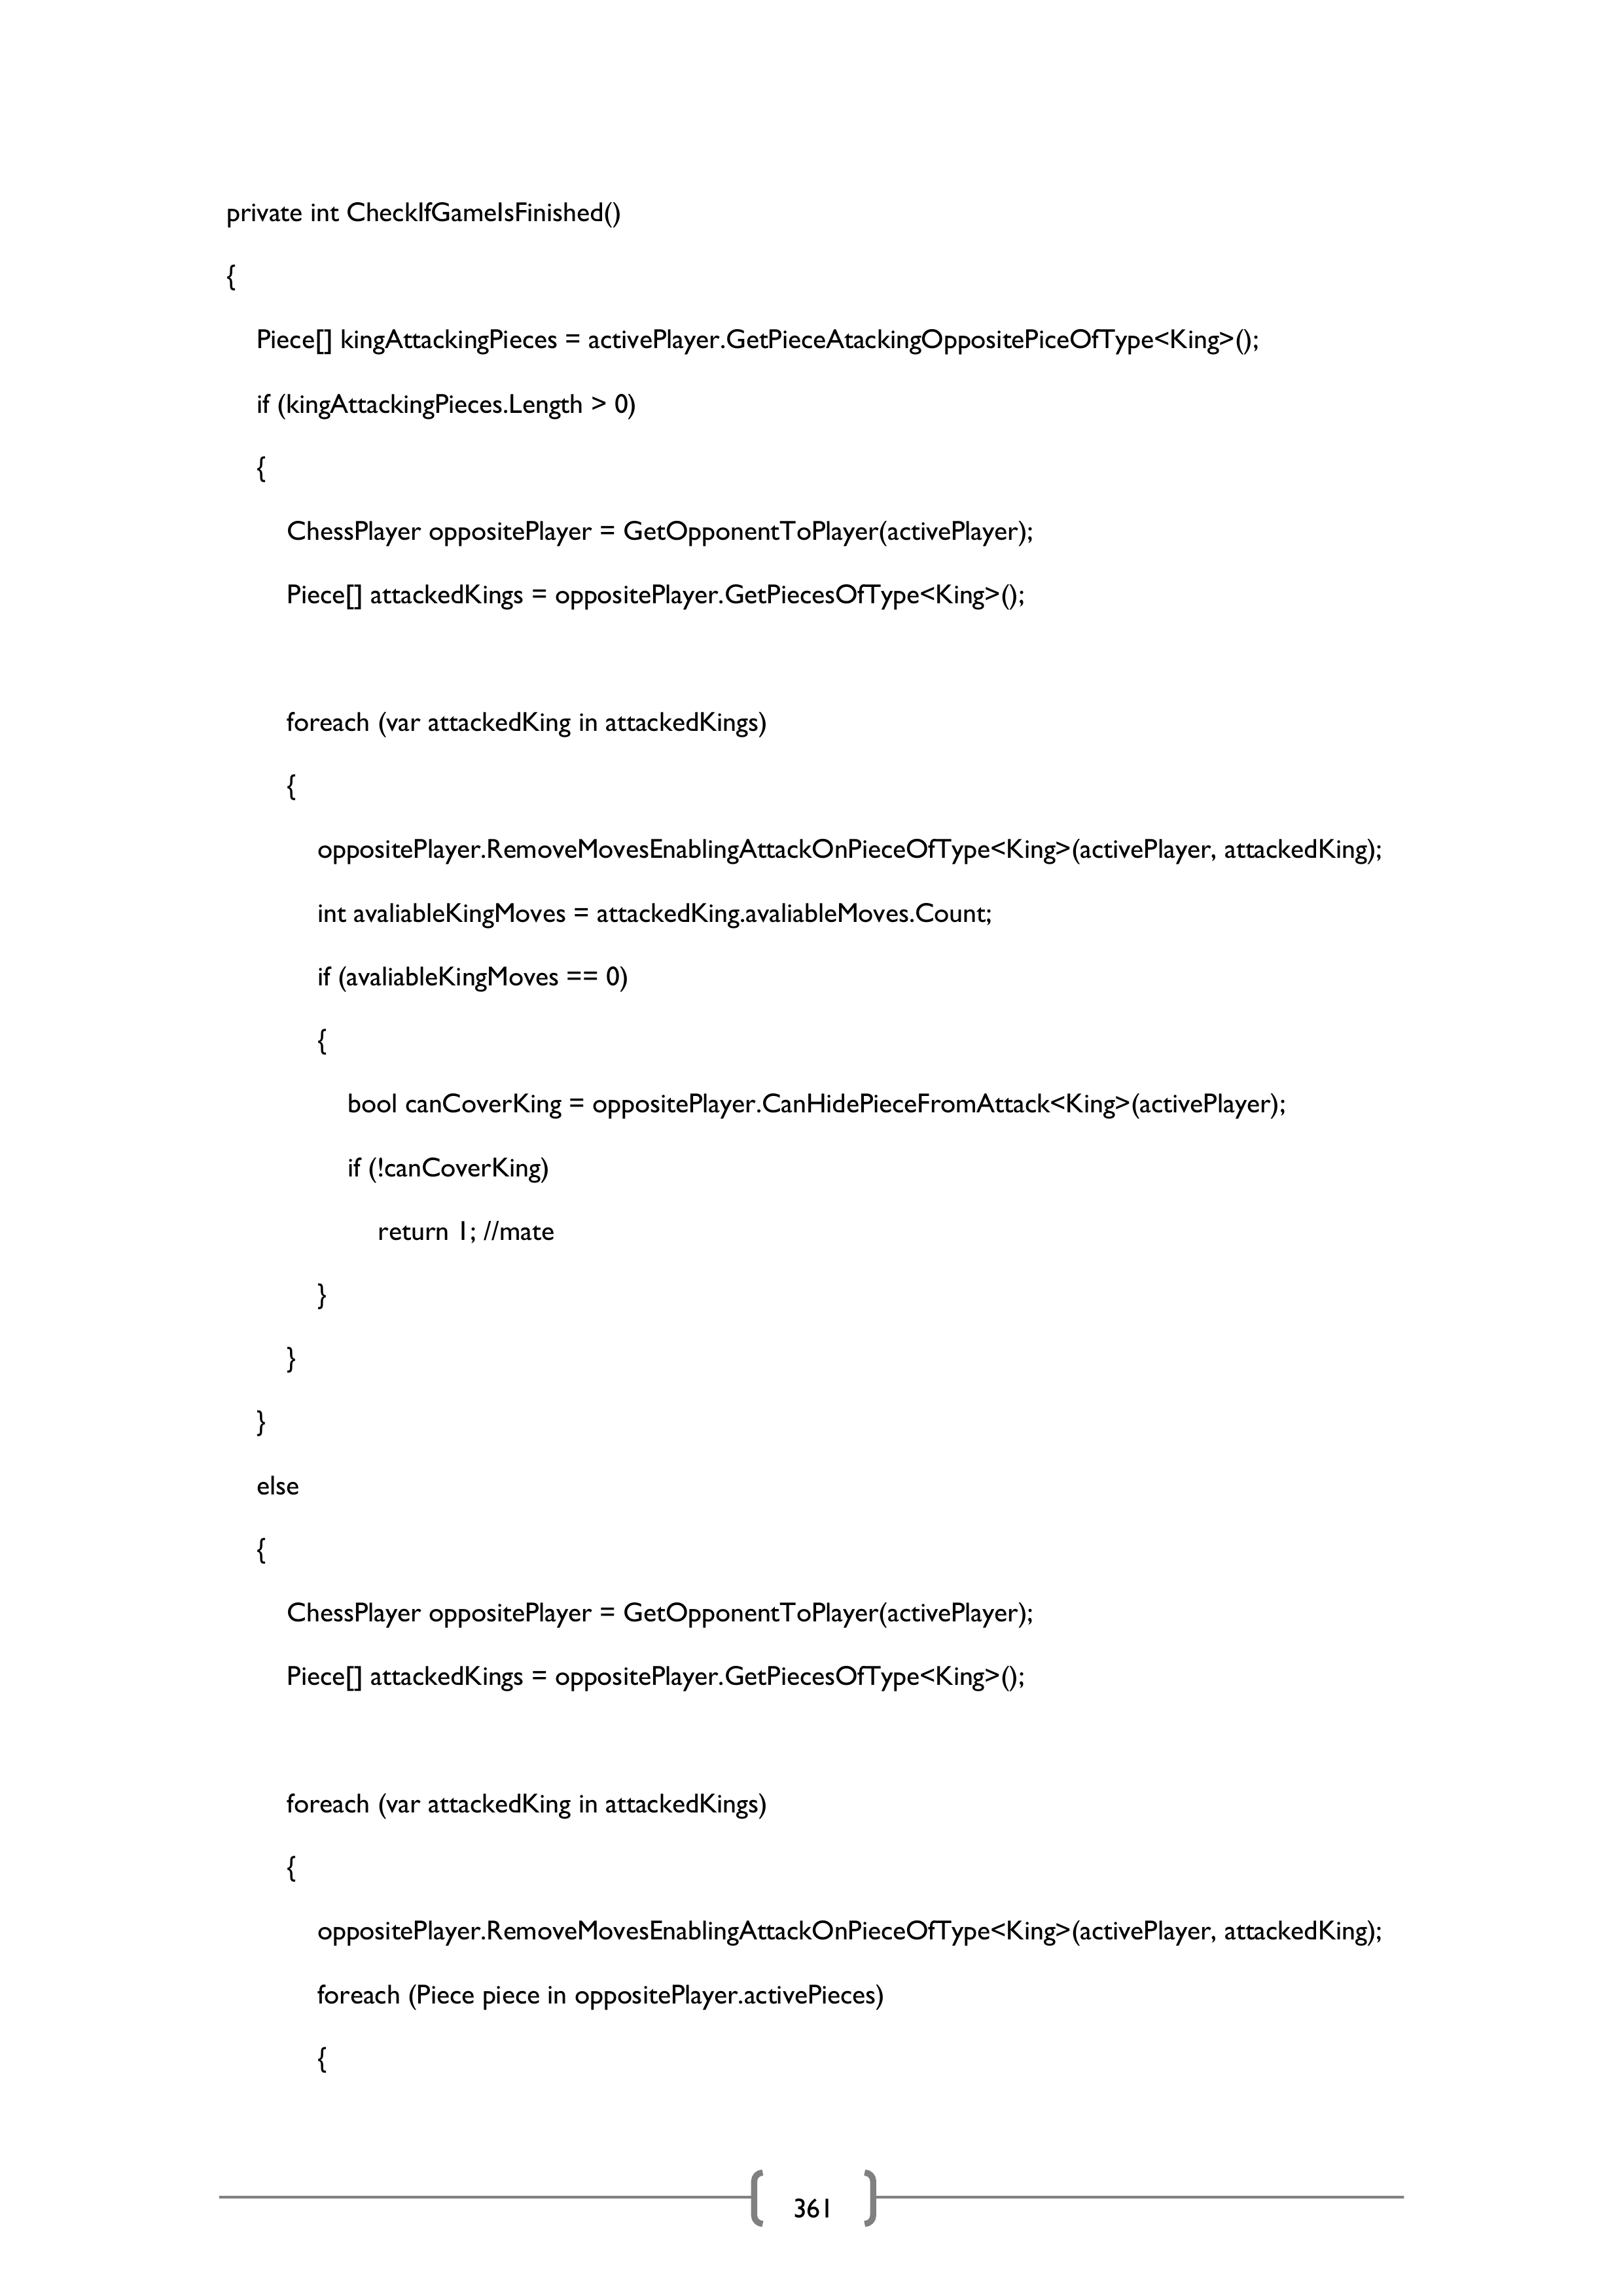 private int CheckIfGameIsFinished()
{
Piece[] kingAttackingPieces = activePlayer.GetPieceAtackingOppositePiceOfType<King>();
if (kingAttackingPieces.Length > 0)
{
ChessPlayer oppositePlayer = GetOpponentToPlayer(activePlayer);
Piece[] attackedKings = oppositePlayer.GetPiecesOfType<King>();
foreach (var attackedKing in attackedKings)
{
oppositePlayer.RemoveMovesEnablingAttackOnPieceOfType<King>(activePlayer, attackedKing);
int avaliableKingMoves = attackedKing.avaliableMoves.Count;
if (avaliableKingMoves == 0)
{
bool canCoverKing = oppositePlayer.CanHidePieceFromAttack<King>(activePlayer);
if (!canCoverKing)
return 1; //mate
}
}
}
else
{
ChessPlayer oppositePlayer = GetOpponentToPlayer(activePlayer);
Piece[] attackedKings = oppositePlayer.GetPiecesOfType<King>();
foreach (var attackedKing in attackedKings)
{
oppositePlayer.RemoveMovesEnablingAttackOnPieceOfType<King>(activePlayer, attackedKing);
foreach (Piece piece in oppositePlayer.activePieces)
{
361